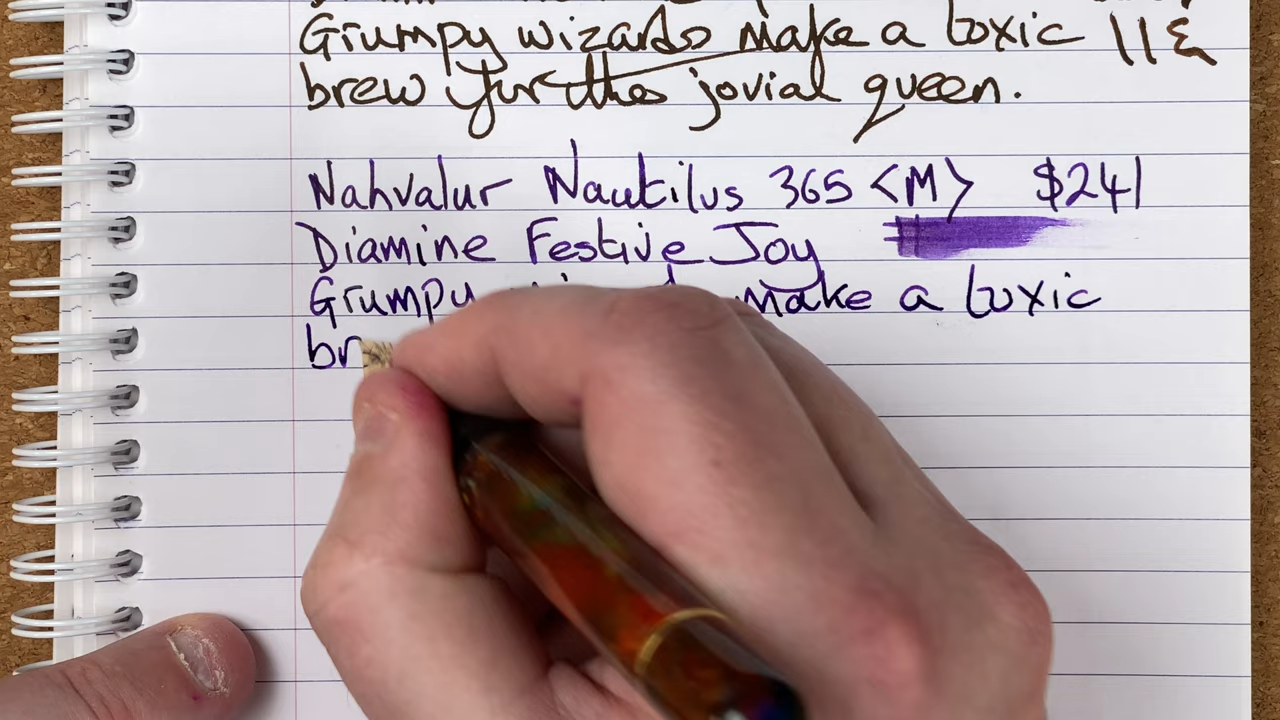 Grumpy wizards make a toxic
brew for the jovial queen.
Nahvalur Nautilus 365 <M> $241
Diamine Festive Joy
Grumpy make a toxic
br